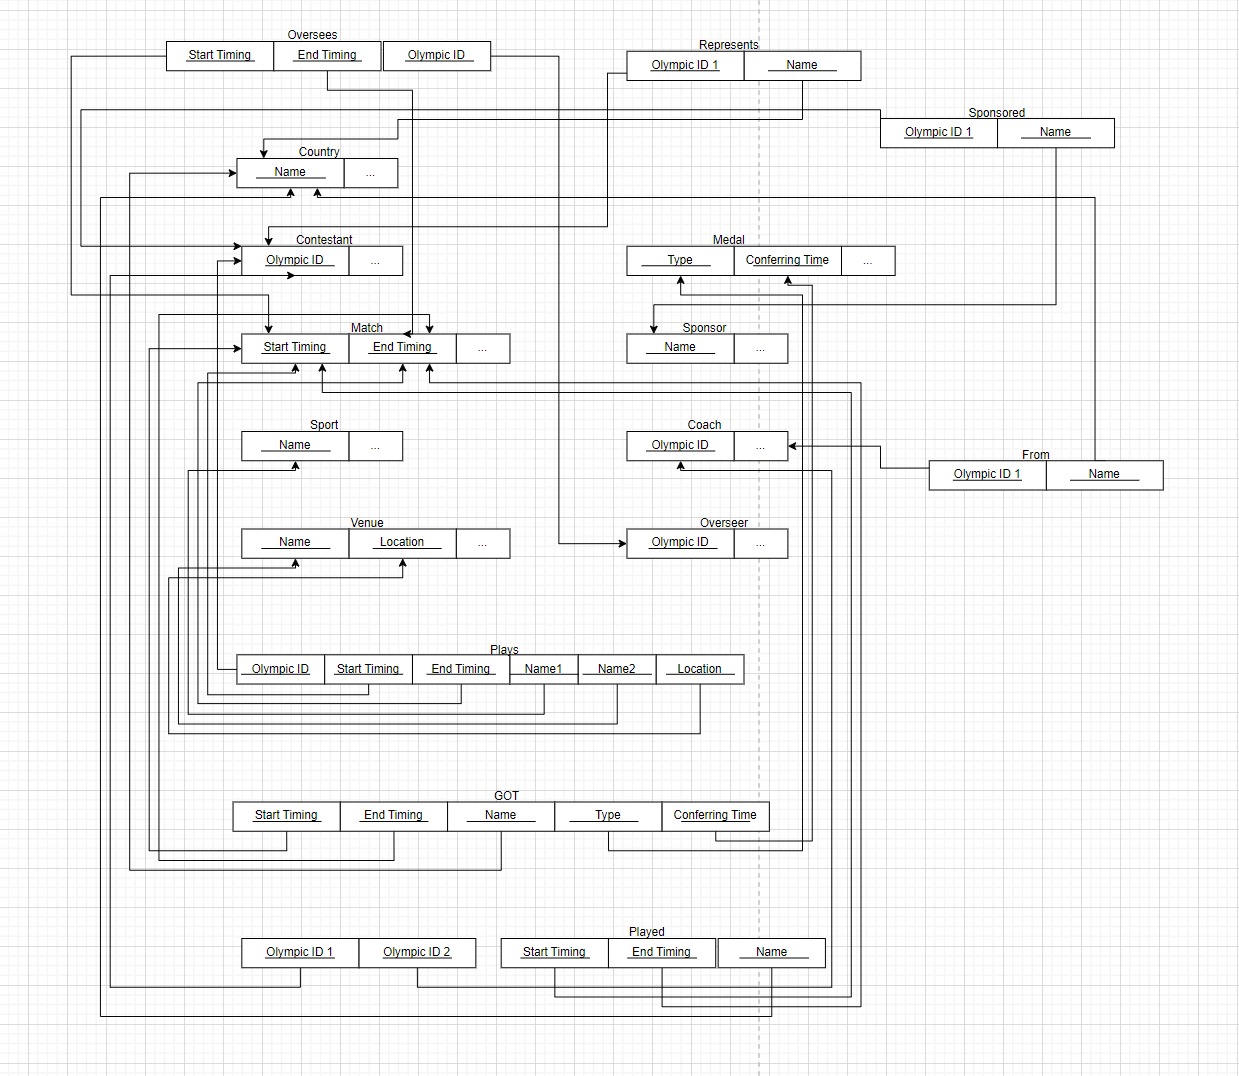 Oversees
Start Timing End Timing Olympic ID
Represents
Olympic ID 1 Name
Sponsored
Olympic ID 1 Name
Country
Name ...
Contestant
Olympic ID ...
Medal
Type Conferring Time ...
Match
Start Timing End Timing ...
Sponsor
Name ...
Sport
Name ...
Coach
Olympic ID ...
From
Olympic ID 1 Name
Venue
Name Location ...
Overseer
Olympic ID ...
Plays
Olympic ID Start Timing End Timing Name1 Name2 Location
GOT
Start Timing End Timing Name Type Conferring Time
Played
Olympic ID 1 Olympic ID 2 Start Timing End Timing Name